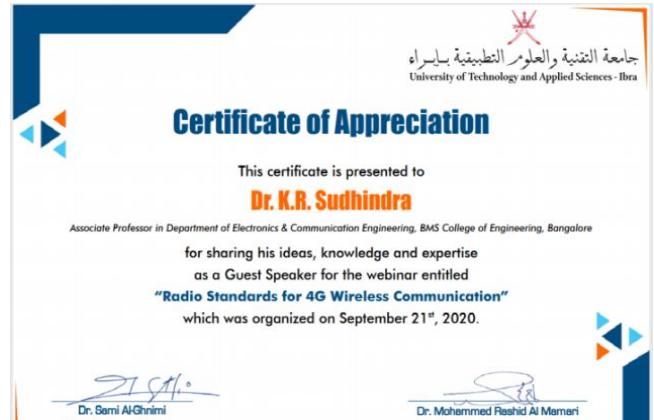 جامعة التقنية والعلوم التطبيقية بـإبـراء
University of Technology and Applied Sciences - Ibra
Certificate of Appreciation
This certificate is presented to
Dr. K.R. Sudhindra
Associate Professor in Department of Electronics & Communication Engineering, BMS College of Engineering, Bangalore
for sharing his ideas, knowledge and expertise
as a Guest Speaker for the webinar entitled
“Radio Standards for 4G Wireless Communication”
which was organized on September 21st, 2020.
Dr. Sami Al-Ghnimi
Dr. Mohammed Rashid Al Mamari